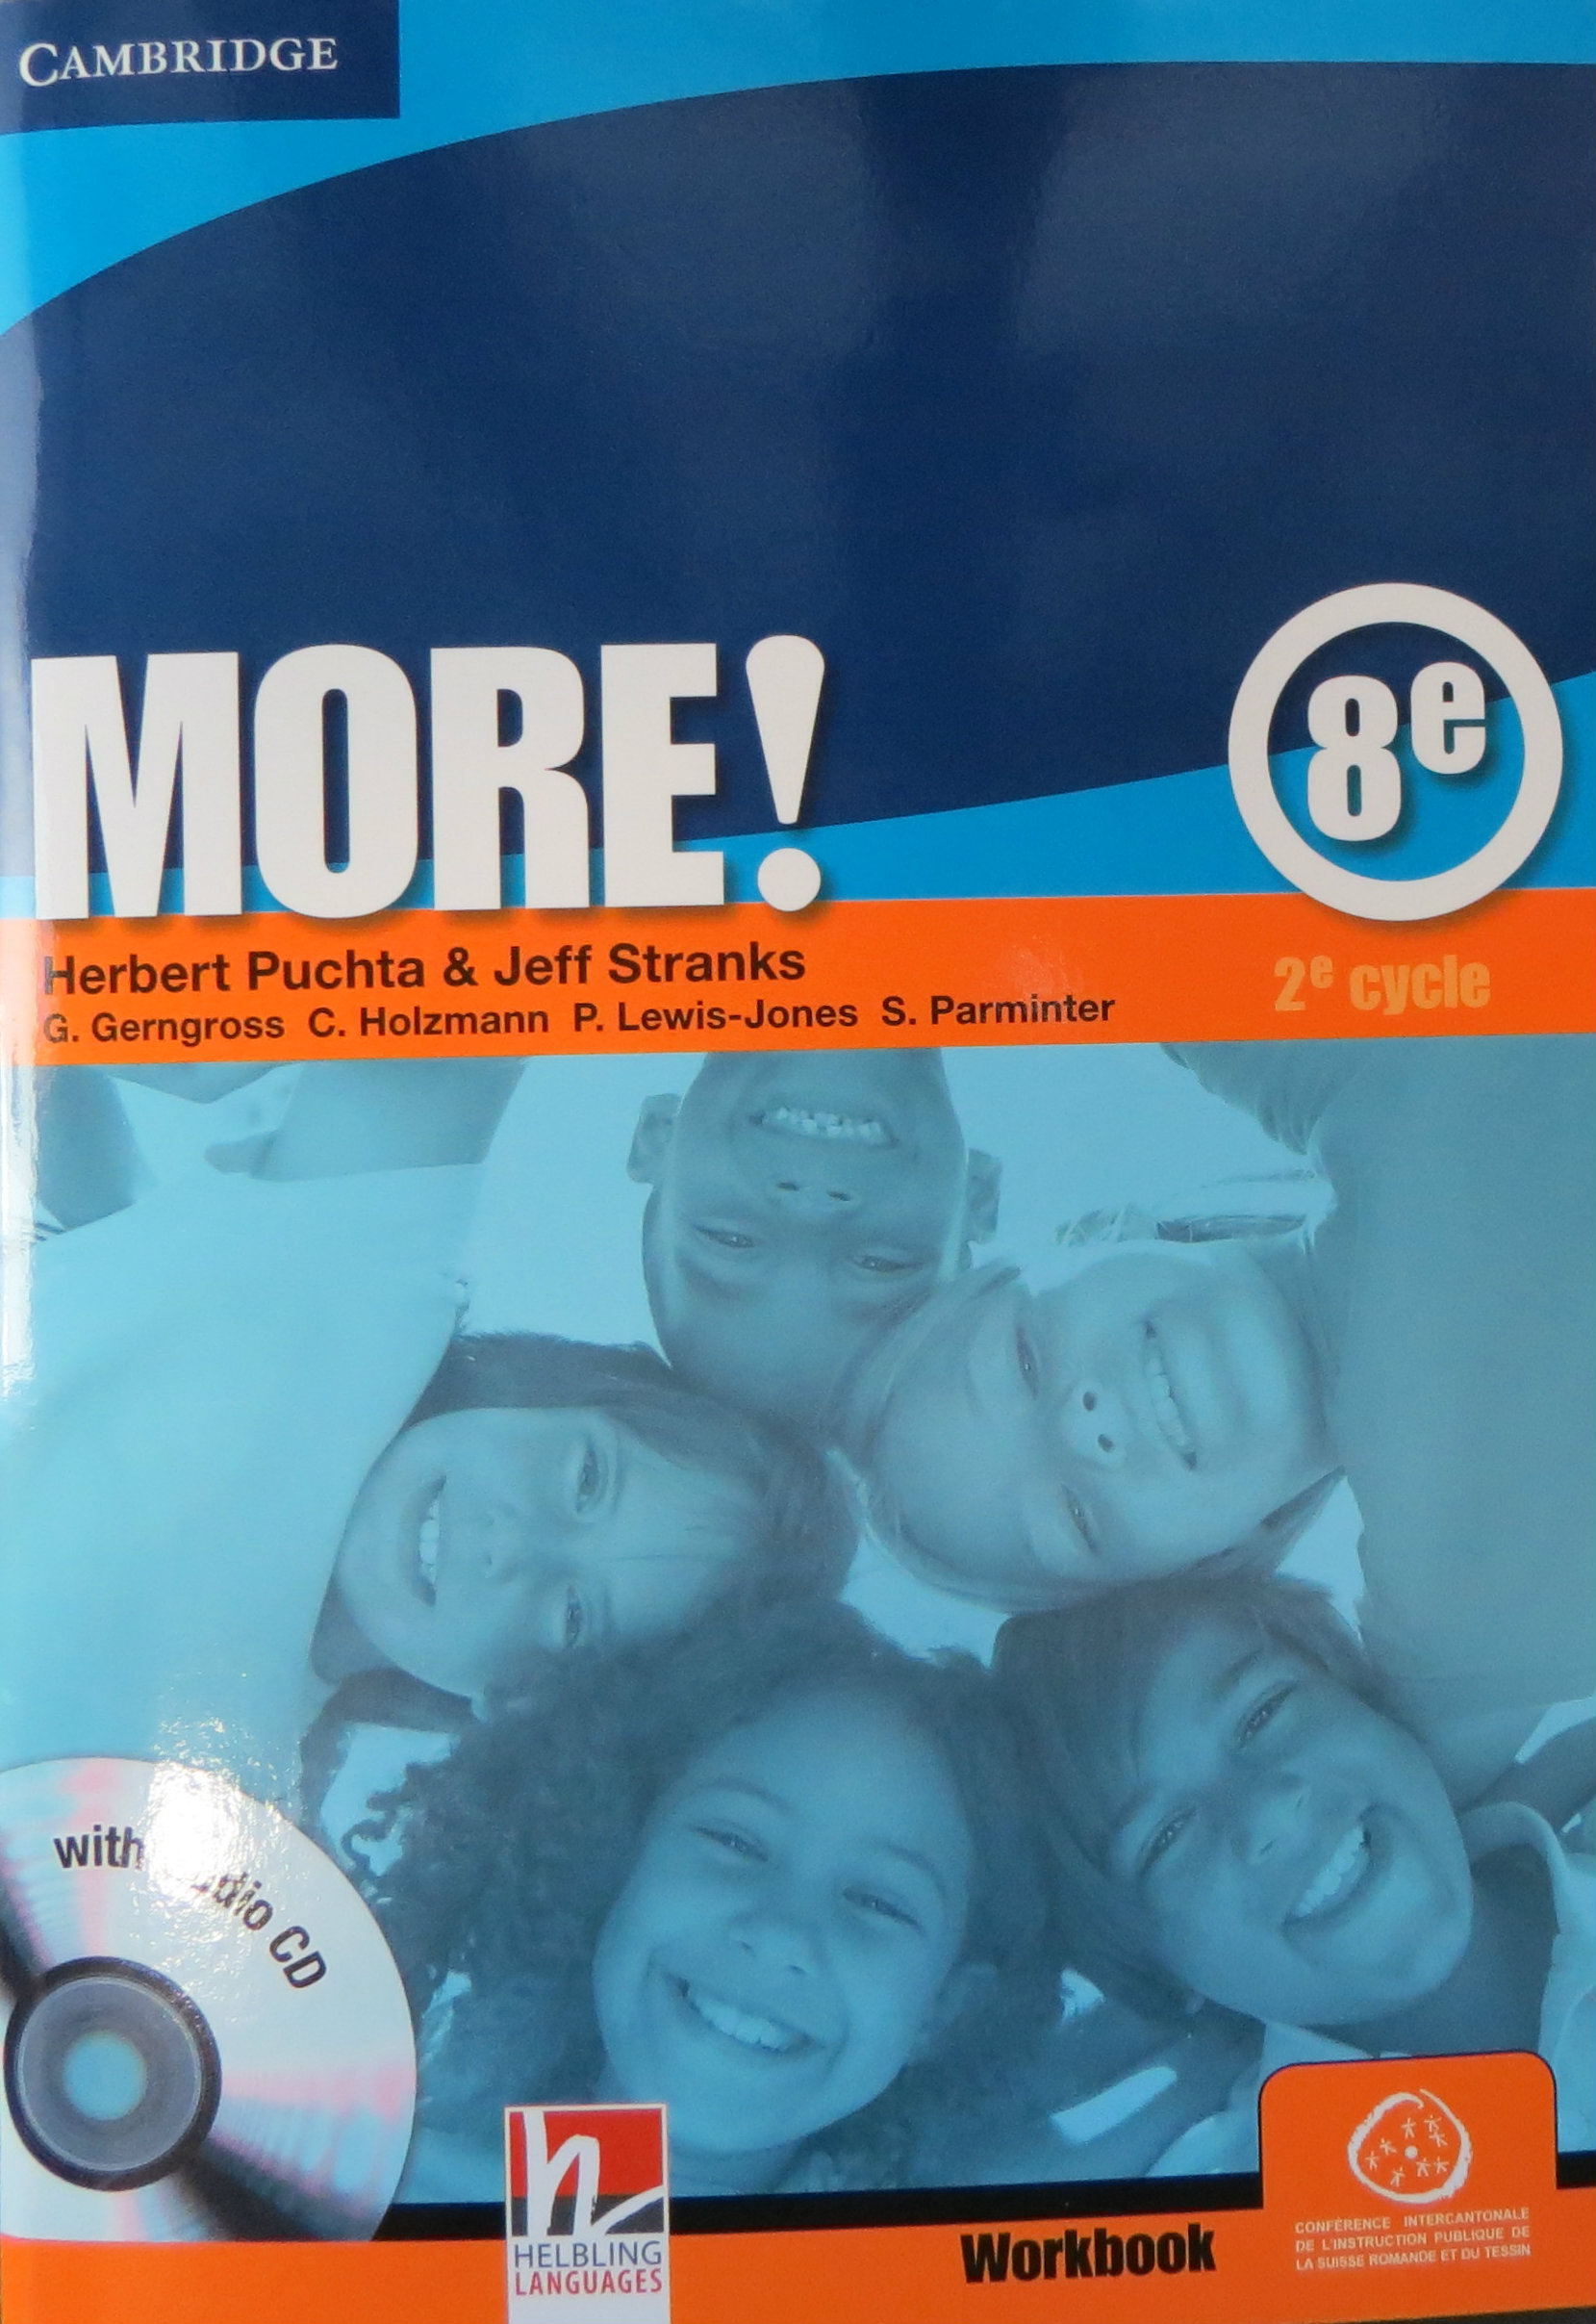 CAMBRIDGE
MORE!
8e
Herbert Puchta & Jeff Stranks
G. Gerngross C. Holzmann P. Lewis-Jones S. Parminter
2e cycle
with CD
HELBLING
LANGUAGES
Workbook
CONFÉRENCE INTERCANTONALE
DE L'INSTRUCTION PUBLIQUE DE
LA SUISSE ROMANDE ET DU TESSIN